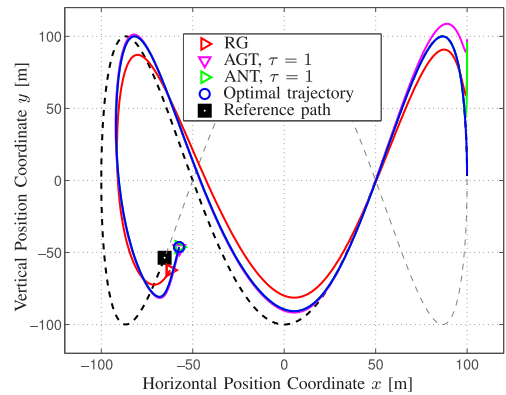 RG
AGT, τ = 1
ANT, τ = 1
Optimal trajectory
Reference path
Vertical Position Coordinate y [m]
100
50
0
−50
−100
−100
−50
0
50
100
Horizontal Position Coordinate x [m]